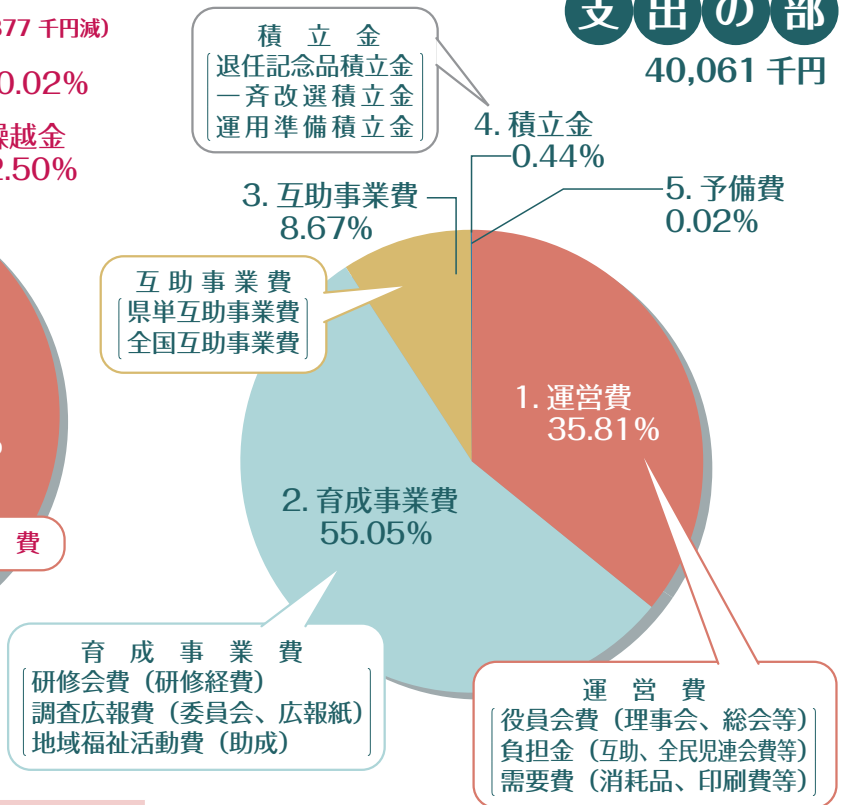 支出の部
40,061 千円
377 千円減）
0.02%
繰越金
2.50%
費
積立金
退任記念品積立金
一斉改選積立金
運用準備積立金
4. 積立金
0.44%
5. 予備費
0.02%
3. 互助事業費
8.67%
互助事業費
県単互助事業費
全国互助事業費
1. 運営費
35.81%
2. 育成事業費
55.05%
育成事業費
研修会費（研修経費）
調査広報費（委員会、広報紙）
地域福祉活動費（助成）
運営費
役員会費（理事会、総会等）
負担金（互助、全民児連会費等）
需要費（消耗品、印刷費等）